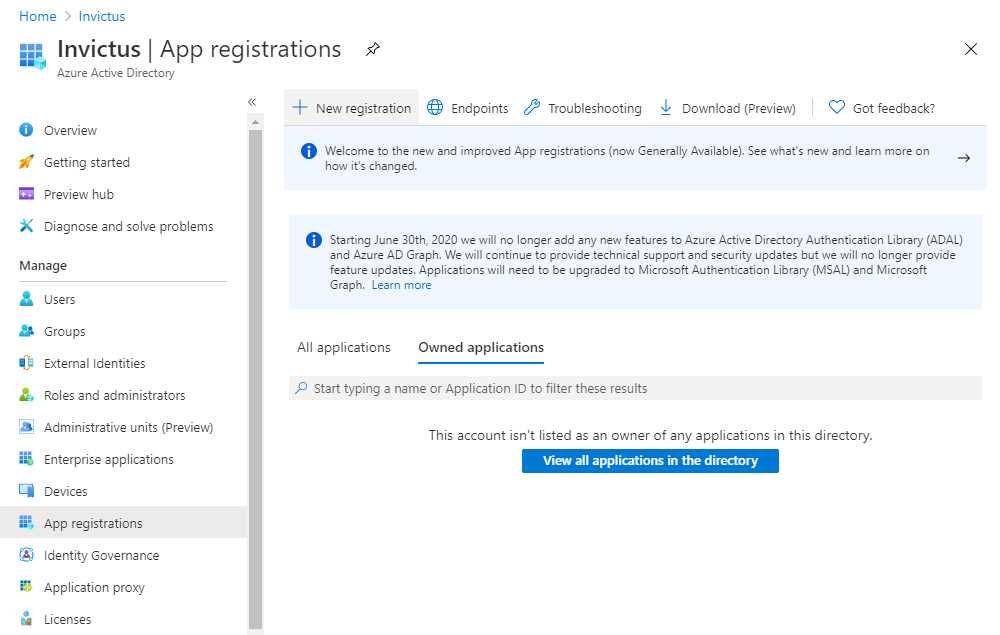 Home > Invictus
Invictus | App registrations
Azure Active Directory
«
Overview
Getting started
Preview hub
Diagnose and solve problems
Manage
Users
Groups
External Identities
Roles and administrators
Administrative units (Preview)
Enterprise applications
Devices
App registrations
Identity Governance
Application proxy
Licenses
New registration Endpoints Troubleshooting Download (Preview) Got feedback?
Welcome to the new and improved App registrations (now Generally Available). See what's new and learn more on
how it's changed.
Starting June 30th, 2020 we will no longer add any new features to Azure Active Directory Authentication Library (ADAL)
and Azure AD Graph. We will continue to provide technical support and security updates but we will no longer provide
feature updates. Applications will need to be upgraded to Microsoft Authentication Library (MSAL) and Microsoft
Graph. Learn more
All applications Owned applications
Start typing a name or Application ID to filter these results
This account isn't listed as an owner of any applications in this directory.
View all applications in the directory